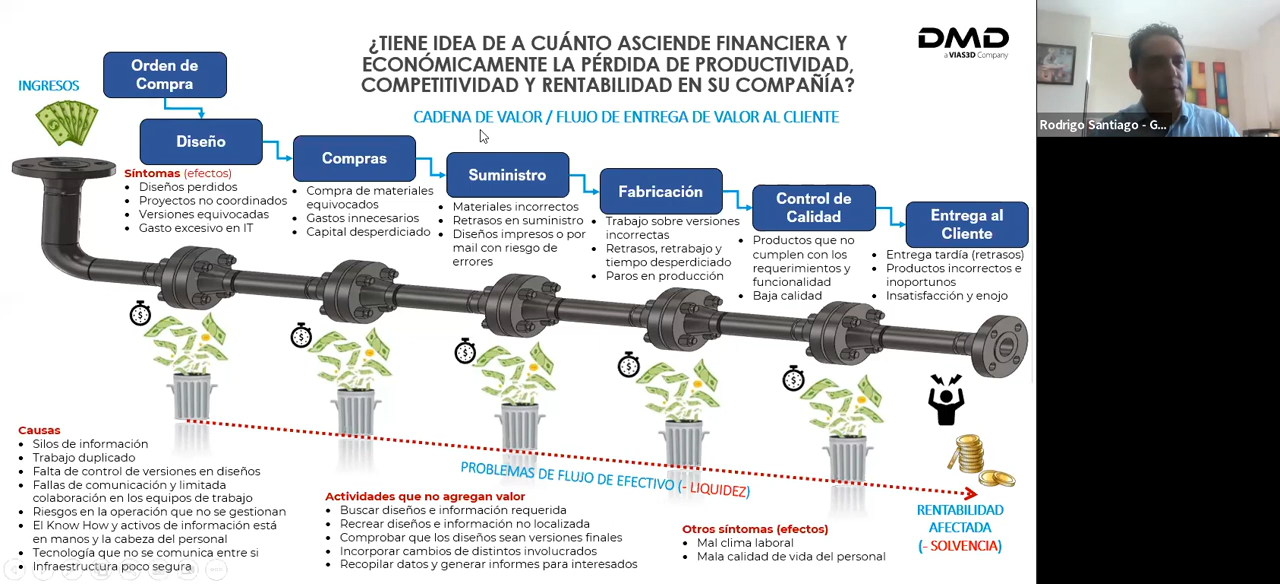 ¿TIENE IDEA DE A CUÁNTO ASCIENDE FINANCIERA Y
ECONÓMICAMENTE LA PÉRDIDA DE PRODUCTIVIDAD,
COMPETITIVIDAD Y RENTABILIDAD EN SU COMPAÑÍA?
DMD
a VIAS3D Company
CADENA DE VALOR / FLUJO DE ENTREGA DE VALOR AL CLIENTE
INGRESOS
Orden de
Compra
Diseño
Síntomas (efectos)
Diseños perdidos
Proyectos no coordinados
Versiones equivocadas
Gasto excesivo en IT
Compras
Compra de materiales
equivocados
Gastos innecesarios
Capital desperdiciado
Suministro
Materiales incorrectos
Retrasos en suministro
Diseños impresos o por
mail con riesgo de
errores
Fabricación
Trabajo sobre versiones
incorrectas
Retrasos, retrabajo y
tiempo desperdiciado
Paros en producción
Control de
Calidad
Productos que no
cumplen con los
requerimientos y
funcionalidad
Baja calidad
Entrega al
Cliente
Entrega tardía (retrasos)
Productos incorrectos e
inoportunos
Insatisfacción y enojo
Rodrigo Santiago - G...
Causas
Silos de información
Trabajo duplicado
Falta de control de versiones en diseños
Fallas de comunicación y limitada
colaboración en los equipos de trabajo
Riesgos en la operación que no se gestionan
El Know How y activos de información está
en manos y la cabeza del personal
Tecnología que no se comunica entre si
Infraestructura poco segura
PROBLEMAS DE FLUJO DE EFECTIVO (- LIQUIDEZ)
Actividades que no agregan valor
Buscar diseños e información requerida
Recrear diseños e información no localizada
Comprobar que los diseños sean versiones finales
Incorporar cambios de distintos involucrados
Recopilar datos y generar informes para interesados
Otros síntomas (efectos)
Mal clima laboral
Mala calidad de vida del personal
RENTABILIDAD
AFECTADA
(- SOLVENCIA)